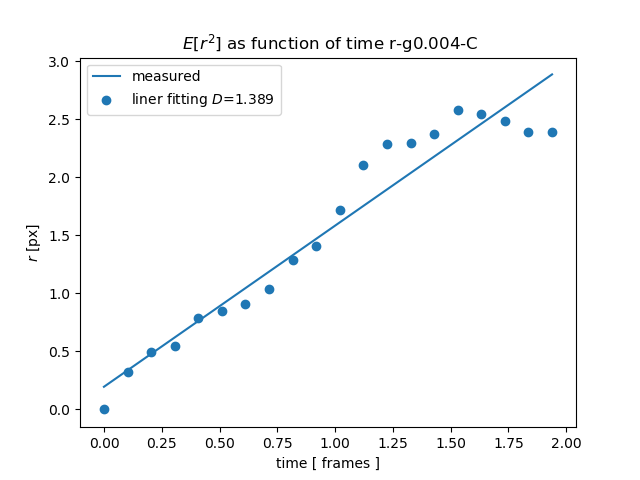 E[r²] as function of time r-g0.004-C
measured
liner fitting D=1.389
3.0
2.5
2.0
1.5
1.0
0.5
0.0
r [px]
0.00 0.25 0.50 0.75 1.00 1.25 1.50 1.75 2.00
time [ frames ]